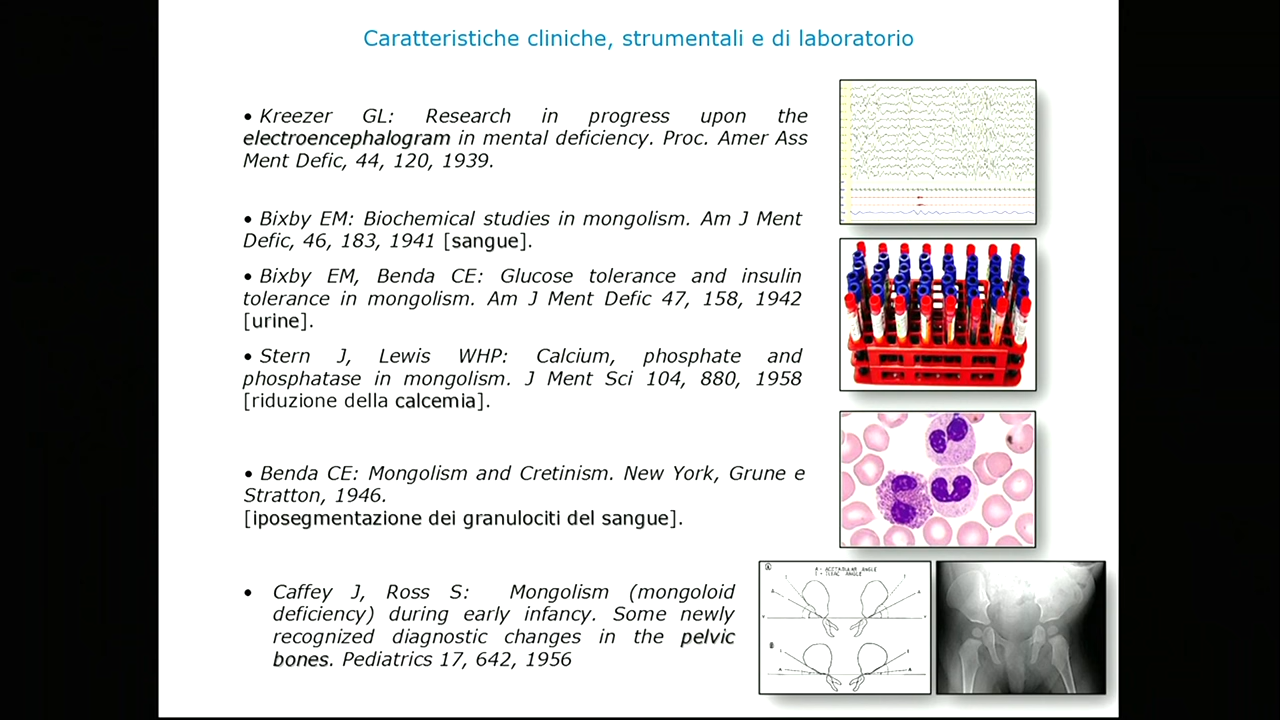 Caratteristiche cliniche, strumentali e di laboratorio
• Kreezer GL: Research in progress upon the
electroencephalogram in mental deficiency. Proc. Amer Ass
Ment Defic, 44, 120, 1939.
• Bixby EM: Biochemical studies in mongolism. Am J Ment
Defic, 46, 183, 1941 [sangue].
• Bixby EM, Benda CE: Glucose tolerance and insulin
tolerance in mongolism. Am J Ment Defic 47, 158, 1942
[urine].
• Stern J, Lewis WHP: Calcium, phosphate and
phosphatase in mongolism. J Ment Sci 104, 880, 1958
[riduzione della calcemia].
• Benda CE: Mongolism and Cretinism. New York, Grune e
Stratton, 1946.
[iposegmentazione dei granulociti del sangue].
• Caffey J, Ross S: Mongolism (mongoloid
deficiency) during early infancy. Some newly
recognized diagnostic changes in the pelvic
bones. Pediatrics 17, 642, 1956
A - ACETABULAR ANGLE
I - ILIAC ANGLE